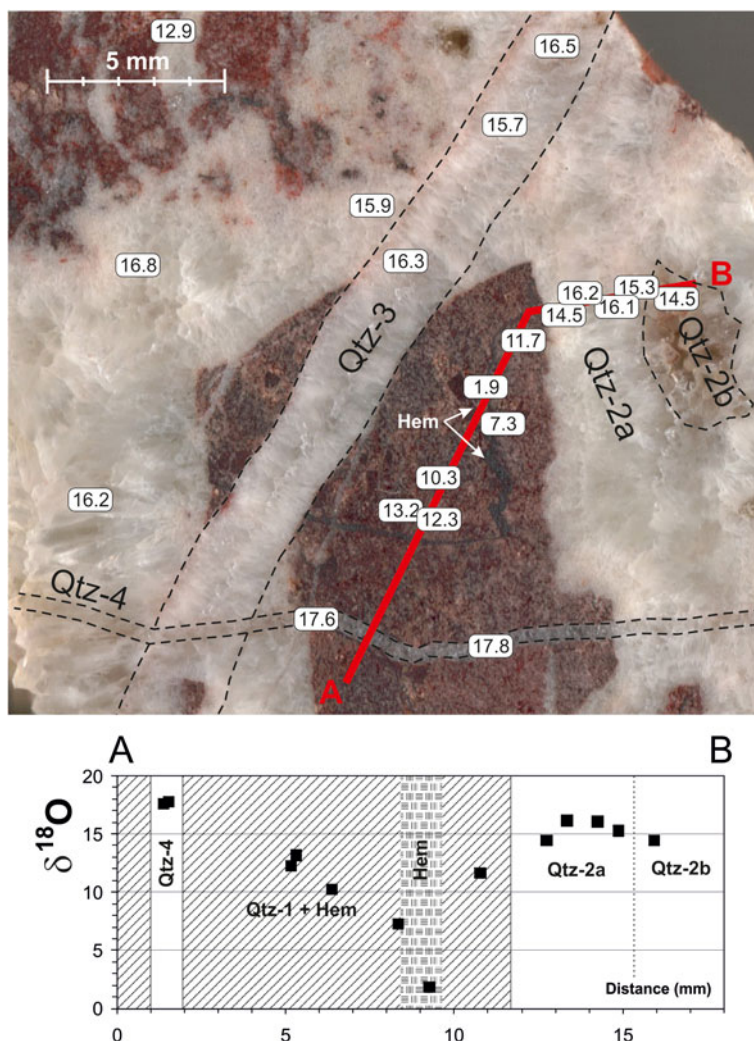 12.9
5 mm
16.5
15.7
15.9
16.8
16.3
Qtz-3
15.3
B
16.2
14.5
16.1
14.5
11.7
Qtz-2b
Qtz-2a
1.9
Hem
7.3
10.3
16.2
13.2
12.3
Qtz-4
17.6
17.8
A
A
B
20
15
10
5
0
δ18O
Qtz-4
Qtz-1 + Hem
Hem
Qtz-2a
Qtz-2b
Distance (mm)
0
5
10
15